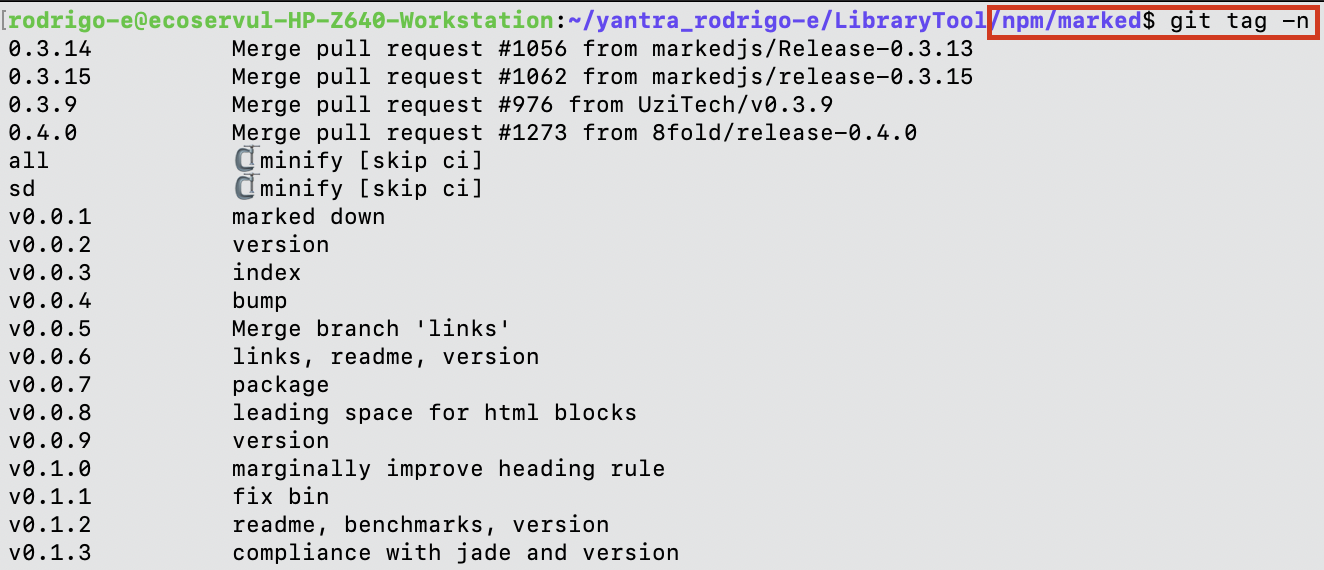 [rodrigo-e@ecoservul-HP-Z640-Workstation:~/yantra_rodrigo-e/LibraryTool/npm/marked$ git tag -n
0.3.14 Merge pull request #1056 from markedjs/Release-0.3.13
0.3.15 Merge pull request #1062 from markedjs/release-0.3.15
0.3.9 Merge pull request #976 from UziTech/v0.3.9
0.4.0 Merge pull request #1273 from 8fold/release-0.4.0
all 🗜️minify [skip ci]
sd 🗜️minify [skip ci]
v0.0.1 marked down
v0.0.2 version
v0.0.3 index
v0.0.4 bump
v0.0.5 Merge branch 'links'
v0.0.6 links, readme, version
v0.0.7 package
v0.0.8 leading space for html blocks
v0.0.9 version
v0.1.0 marginally improve heading rule
v0.1.1 fix bin
v0.1.2 readme, benchmarks, version
v0.1.3 compliance with jade and version